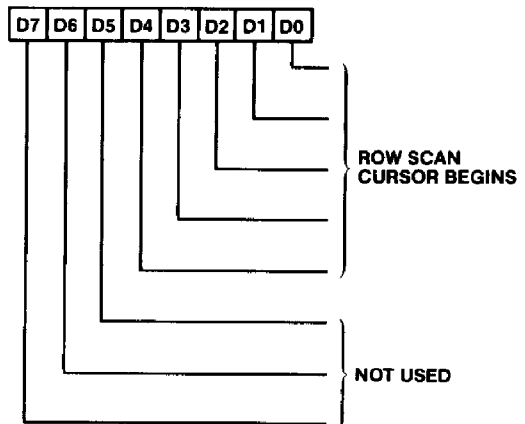 D7 D6 D5 D4 D3 D2 D1 D0
ROW SCAN
CURSOR BEGINS
NOT USED